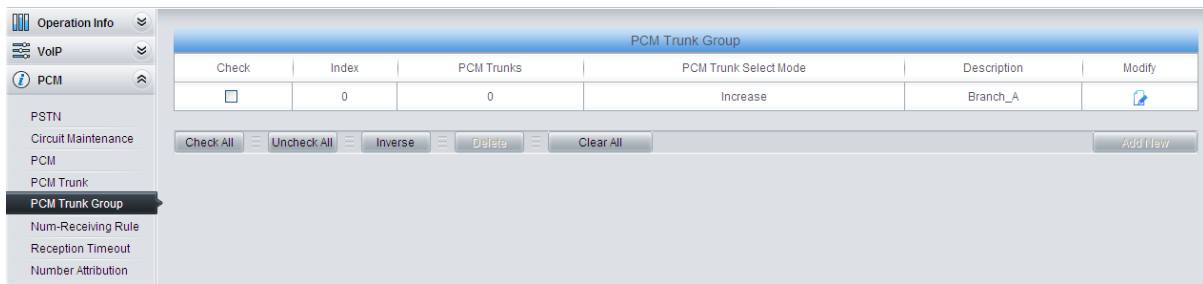 Operation Info
VoIP
PCM
PSTN
Circuit Maintenance
PCM
PCM Trunk
PCM Trunk Group
Num-Receiving Rule
Reception Timeout
Number Attribution
PCM Trunk Group
Check Index PCM Trunks PCM Trunk Select Mode Description Modify
0 0 Increase Branch_A
Check All Uncheck All Inverse Delete Clear All Add New